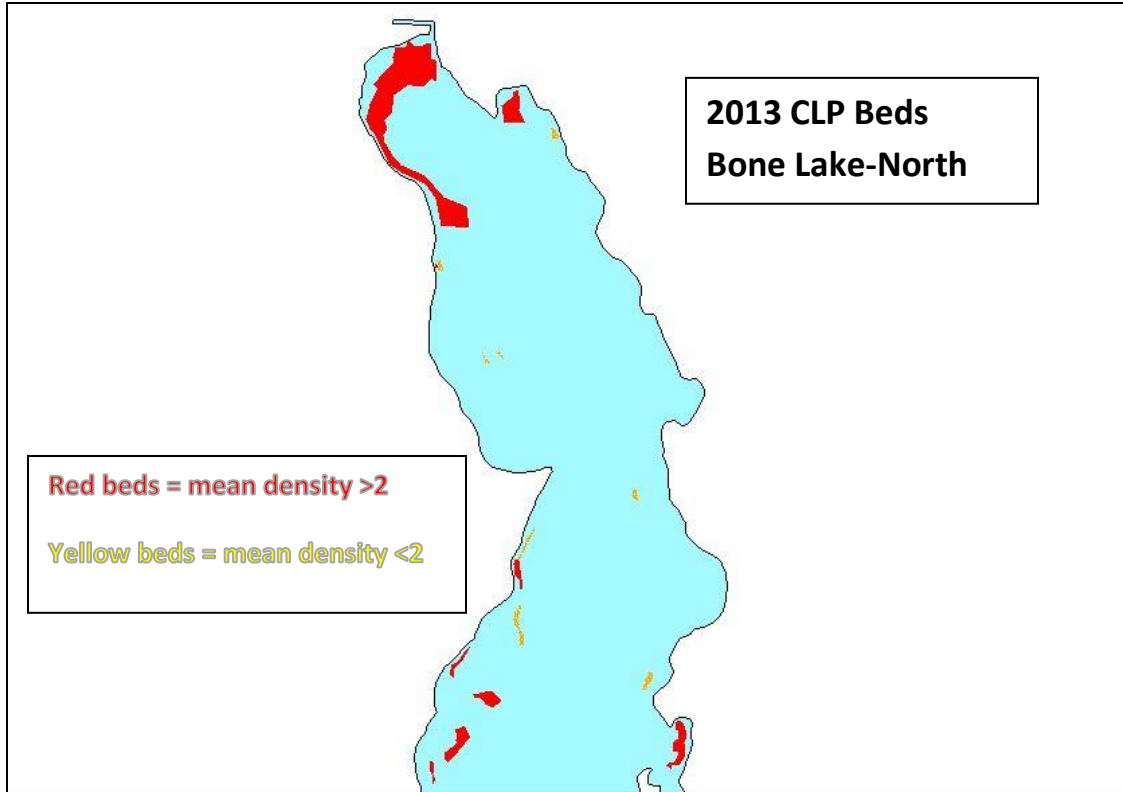 2013 CLP Beds
Bone Lake-North
Red beds = mean density >2
Yellow beds = mean density <2